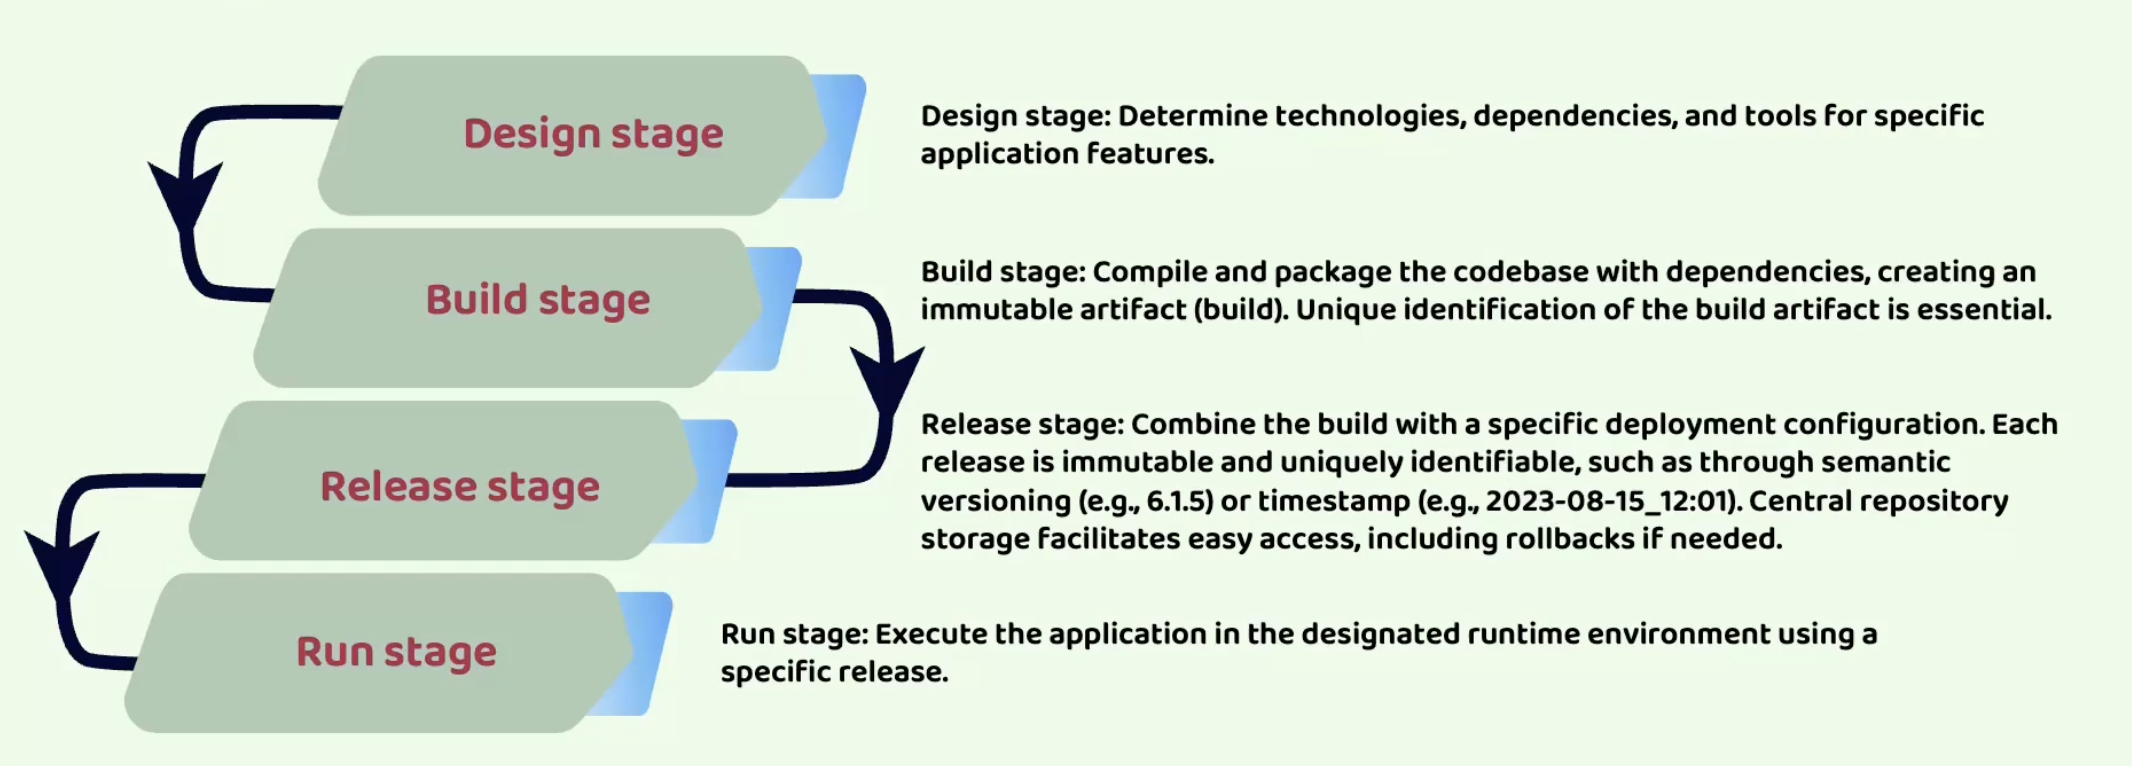 Design stage
Design stage: Determine technologies, dependencies, and tools for specific
application features.
Build stage
Build stage: Compile and package the codebase with dependencies, creating an
immutable artifact (build). Unique identification of the build artifact is essential.
Release stage
Release stage: Combine the build with a specific deployment configuration. Each
release is immutable and uniquely identifiable, such as through semantic
versioning (e.g., 6.1.5) or timestamp (e.g., 2023-08-15_12:01). Central repository
storage facilitates easy access, including rollbacks if needed.
Run stage
Run stage: Execute the application in the designated runtime environment using a
specific release.